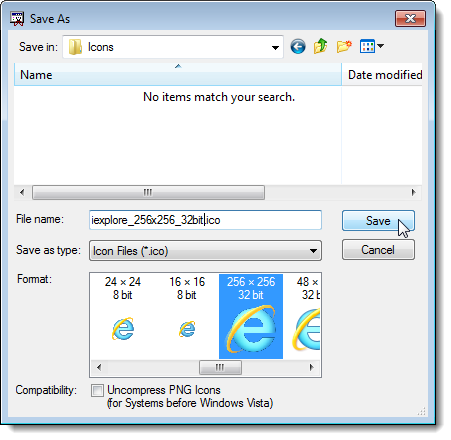 Save As
Save in: Icons
Name Date modified
No items match your search.
File name: iexplore_256x256_32bit.ico Save
Save as type: Icon Files (*.ico) Cancel
Format: 24 × 24 16 × 16 256 × 256 48 ×
8 bit 8 bit 32 bit 32 b
Compatibility: Uncompress PNG Icons
(for Systems before Windows Vista)